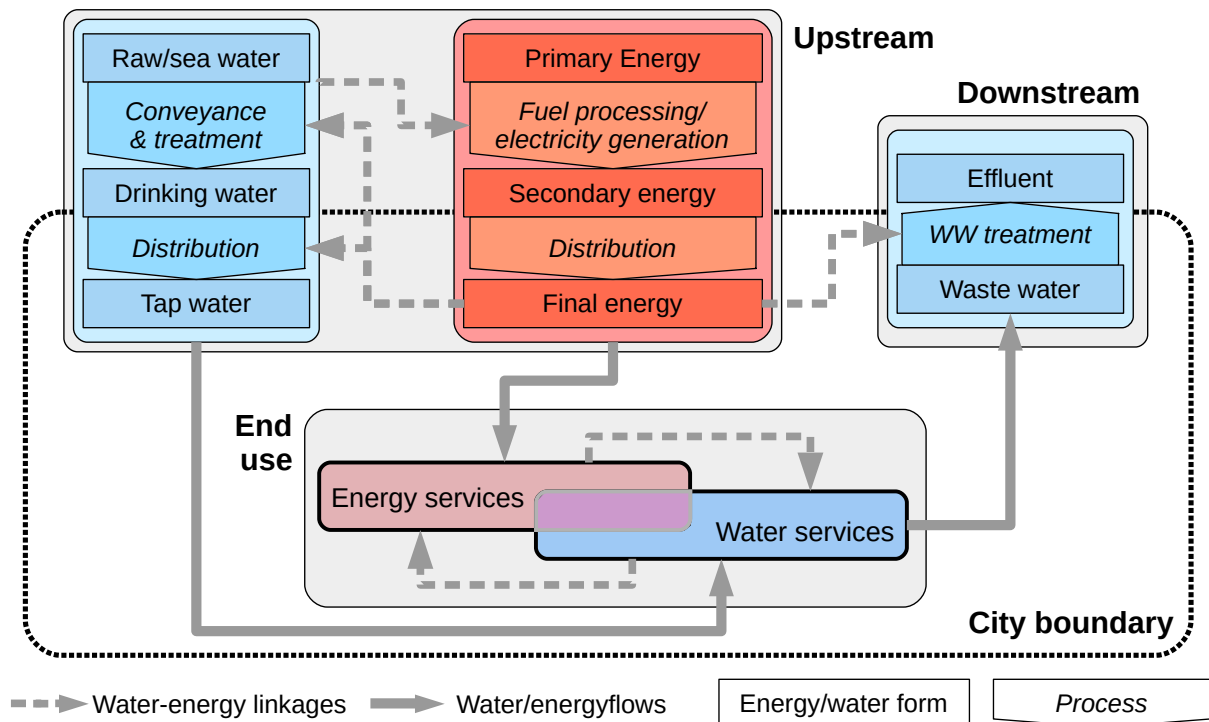 Upstream
Raw/sea water
Conveyance
& treatment
Drinking water
Distribution
Tap water
Primary Energy
Fuel processing/
electricity generation
Secondary energy
Distribution
Final energy
Downstream
Effluent
WW treatment
Waste water
End
use
Energy services
Water services
City boundary
Water-energy linkages
Water/energyflows
Energy/water form
Process